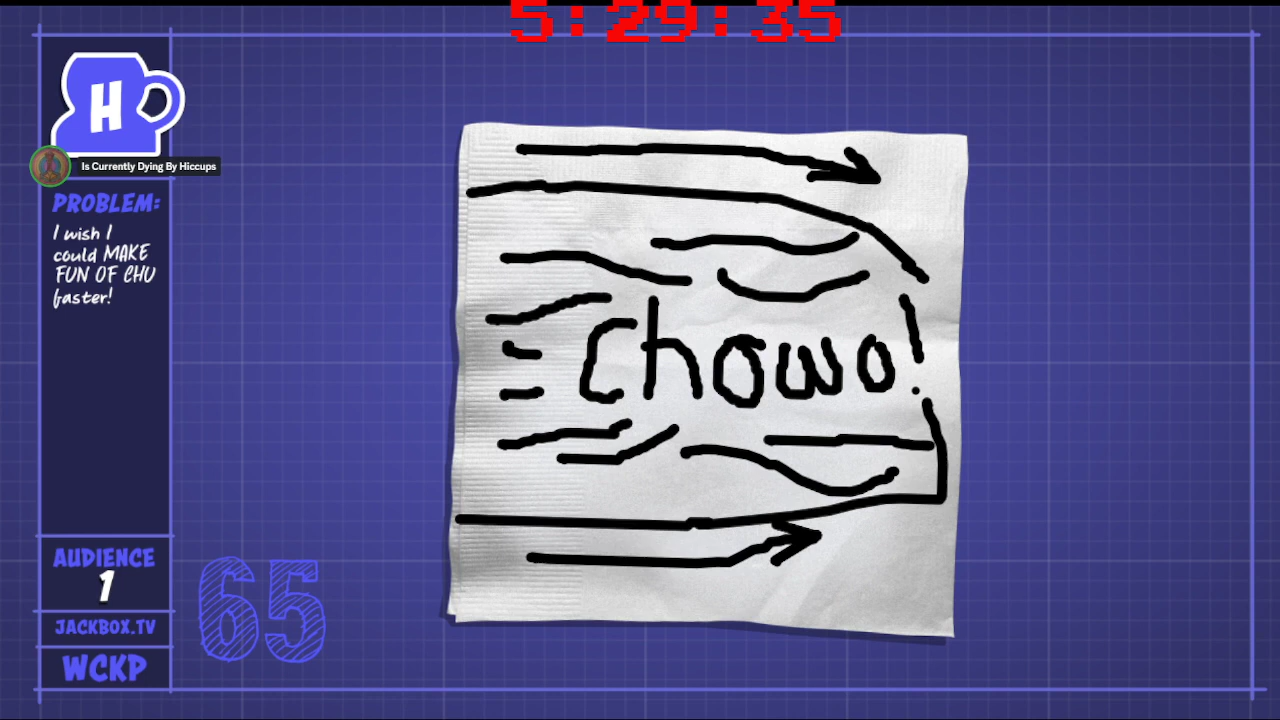 5:29:35
H
Is Currently Dying By Hiccups
PROBLEM:
I wish I
could MAKE
FUN OF CHU
faster!
chowo
AUDIENCE
1
JACKBOX.TV
WCKP
65